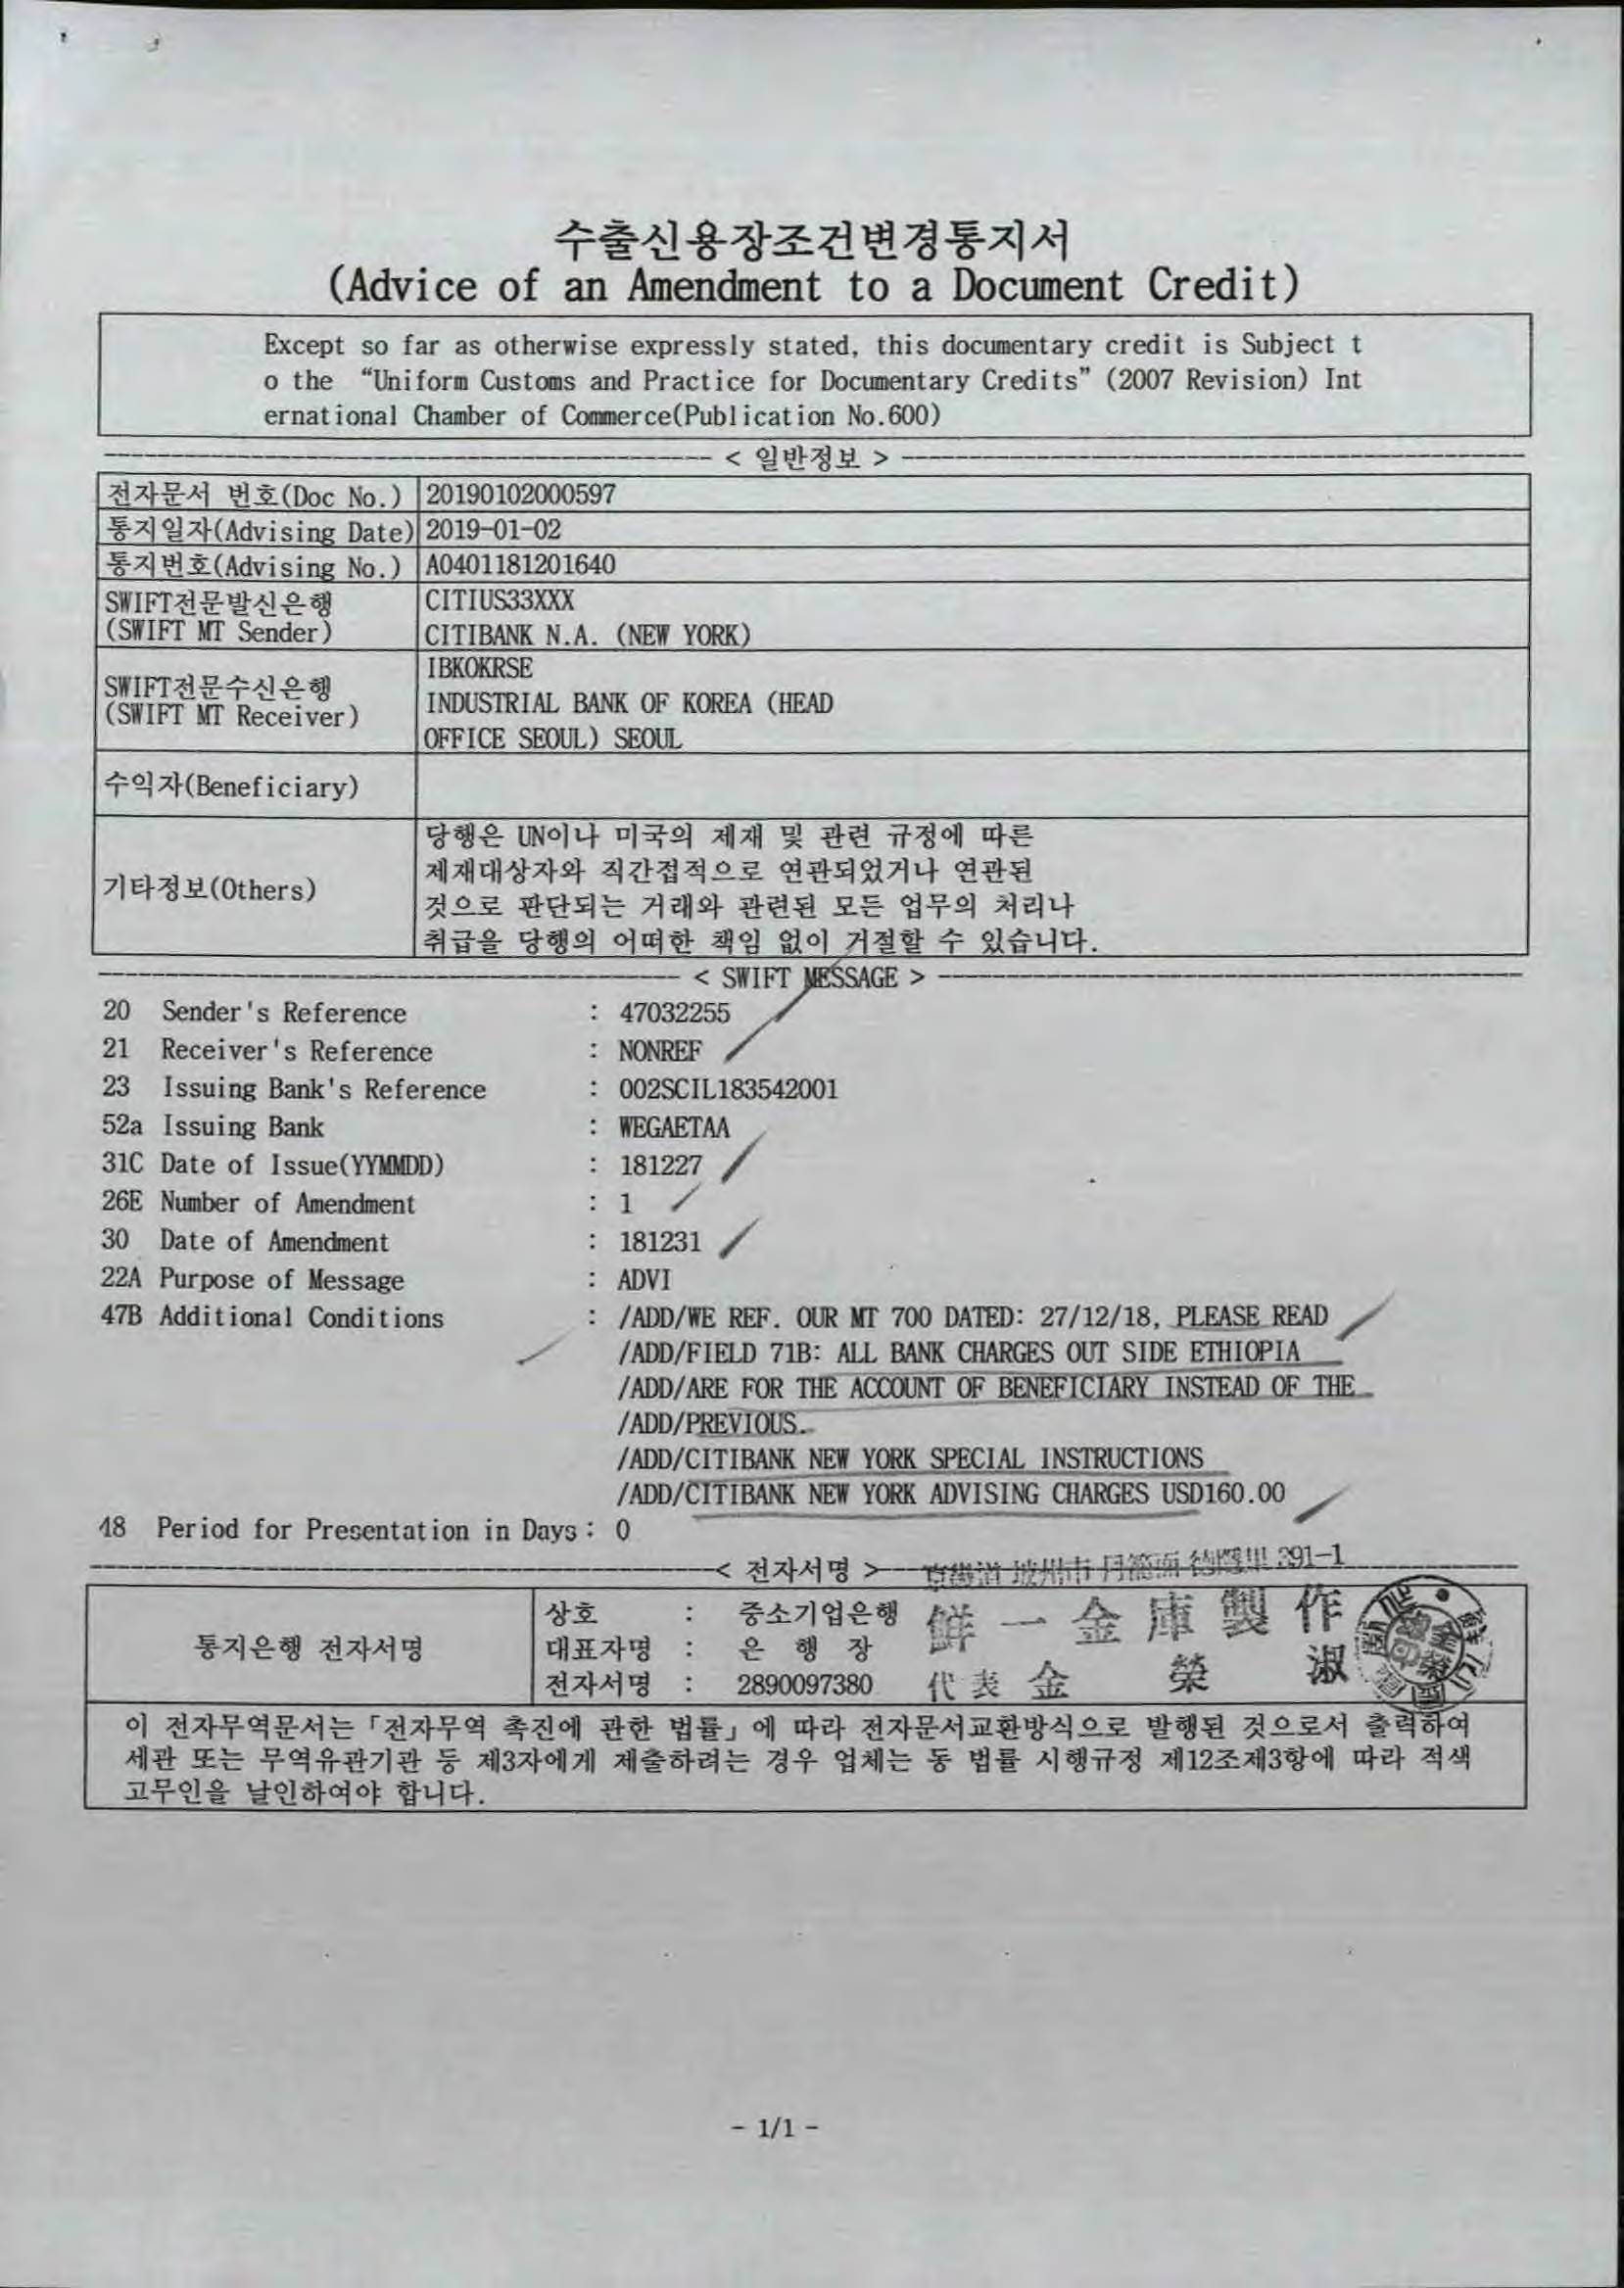 수출신용장조건변경통지서
(Advice of an Amendment to a Document Credit)
Except so far as otherwise expressly stated, this documentary credit is Subject t
o the “Uniform Customs and Practice for Documentary Credits” (2007 Revision) Int
ernational Chamber of Commerce(Publication No.600)
< 일반정보 >
전자문서 번호(Doc No.) 20190102000597
통지일자(Advising Date) 2019-01-02
통지번호(Advising No.) A0401181201640
SWIFT전문발신은행 CITIUS33XXX
(SWIFT MT Sender) CITIBANK N.A. (NEW YORK)
IBKOKRSE
SWIFT전문수신은행 INDUSTRIAL BANK OF KOREA (HEAD
(SWIFT MT Receiver) OFFICE SEOUL) SEOUL
수익자(Beneficiary)
당행은 UN이나 미국의 제재 및 관련 규정에 따른
제재대상자와 직간접적으로 연관되었거나 연관된
기타정보(Others) 것으로 판단되는 거래와 관련된 모든 업무의 처리나
취급을 당행의 어떠한 책임 없이 거절할 수 있습니다.
< SWIFT MESSAGE >
20 Sender's Reference : 47032255
21 Receiver's Reference : NONREF
23 Issuing Bank's Reference : 002SCIL183542001
52a Issuing Bank : WEGAETAA
31C Date of Issue(YYMMDD) : 181227
26E Number of Amendment : 1
30 Date of Amendment : 181231
22A Purpose of Message : ADVI
47B Additional Conditions : /ADD/WE REF. OUR MT 700 DATED: 27/12/18, PLEASE READ
/ADD/FIELD 71B: ALL BANK CHARGES OUT SIDE ETHIOPIA
/ADD/ARE FOR THE ACCOUNT OF BENEFICIARY INSTEAD OF THE
/ADD/PREVIOUS.
/ADD/CITIBANK NEW YORK SPECIAL INSTRUCTIONS
/ADD/CITIBANK NEW YORK ADVISING CHARGES USD160.00
48 Period for Presentation in Days : 0
< 전자서명 > 坡州市 391-1
상호 : 중소기업은행 鮮一金庫製作
통지은행 전자서명 대표자명 : 은 행 장
전자서명 : 2890097380 代表 金 榮 淑
이 전자무역문서는 「전자무역 촉진에 관한 법률」에 따라 전자문서교환방식으로 발행된 것으로서 출력하여
세관 또는 무역유관기관 등 제3자에게 제출하려는 경우 업체는 동 법률 시행규정 제12조제3항에 따라 적색
고무인을 날인하여야 합니다.
- 1/1 -